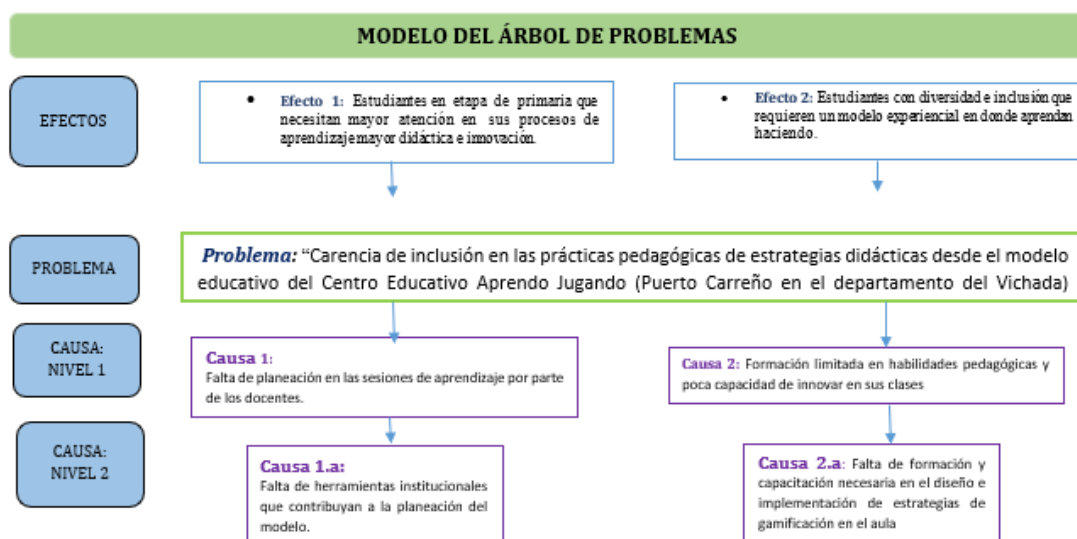 MODELO DEL ÁRBOL DE PROBLEMAS
EFECTOS
• Efecto 1: Estudiantes en etapa de primaria que
necesitan mayor atención en sus procesos de
aprendizaje mayor didáctica e innovación.
• Efecto 2: Estudiantes con diversidad e inclusión que
requieren un modelo experiencial en donde aprendan
haciendo.
PROBLEMA
Problema: “Carencia de inclusión en las prácticas pedagógicas de estrategias didácticas desde el modelo
educativo del Centro Educativo Aprendo Jugando (Puerto Carreño en el departamento del Vichada)
CAUSA:
NIVEL 1
Causa 1:
Falta de planeación en las sesiones de aprendizaje por parte
de los docentes.
Causa 2: Formación limitada en habilidades pedagógicas y
poca capacidad de innovar en sus clases
CAUSA:
NIVEL 2
Causa 1.a:
Falta de herramientas institucionales
que contribuyan a la planeación del
modelo.
Causa 2.a: Falta de formación y
capacitación necesaria en el diseño e
implementación de estrategias de
gamificación en el aula